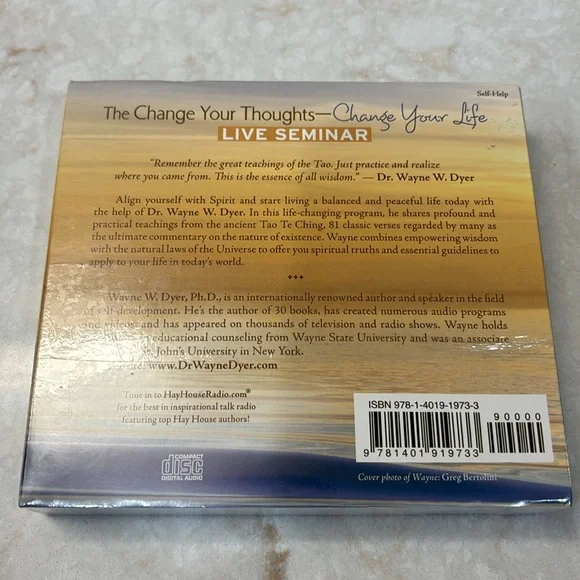 Self-Help
The Change Your Thoughts—Change Your Life
LIVE SEMINAR
"Remember the great teachings of the Tao. Just practice and realize
where you came from. This is the essence of all wisdom." — Dr. Wayne W. Dyer
Align yourself with Spirit and start living a balanced and peaceful life today with
the help of Dr. Wayne W. Dyer. In this life-changing program, he shares profound and
practical teachings from the ancient Tao Te Ching, 81 classic verses regarded by many as
the ultimate commentary on the nature of existence. Wayne combines empowering wisdom
with the natural laws of the Universe to offer you spiritual truths and essential guidelines to
apply to your life in today's world.
Wayne W. Dyer, Ph.D., is an internationally renowned author and speaker in the field
of self-development. He's the author of 30 books, has created numerous audio programs
and videos, and has appeared on thousands of television and radio shows. Wayne holds
educational counseling from Wayne State University and was an associate
St. John's University in New York.
www.DrWayneDyer.com
Tune in to HayHouseRadio.com®
for the best in inspirational talk radio
featuring top Hay House authors!
ISBN 978-1-4019-1973-3
90000
9 781401 919733
COMPACT
disc
DIGITAL AUDIO
Cover photo of Wayne: Greg Bertolini